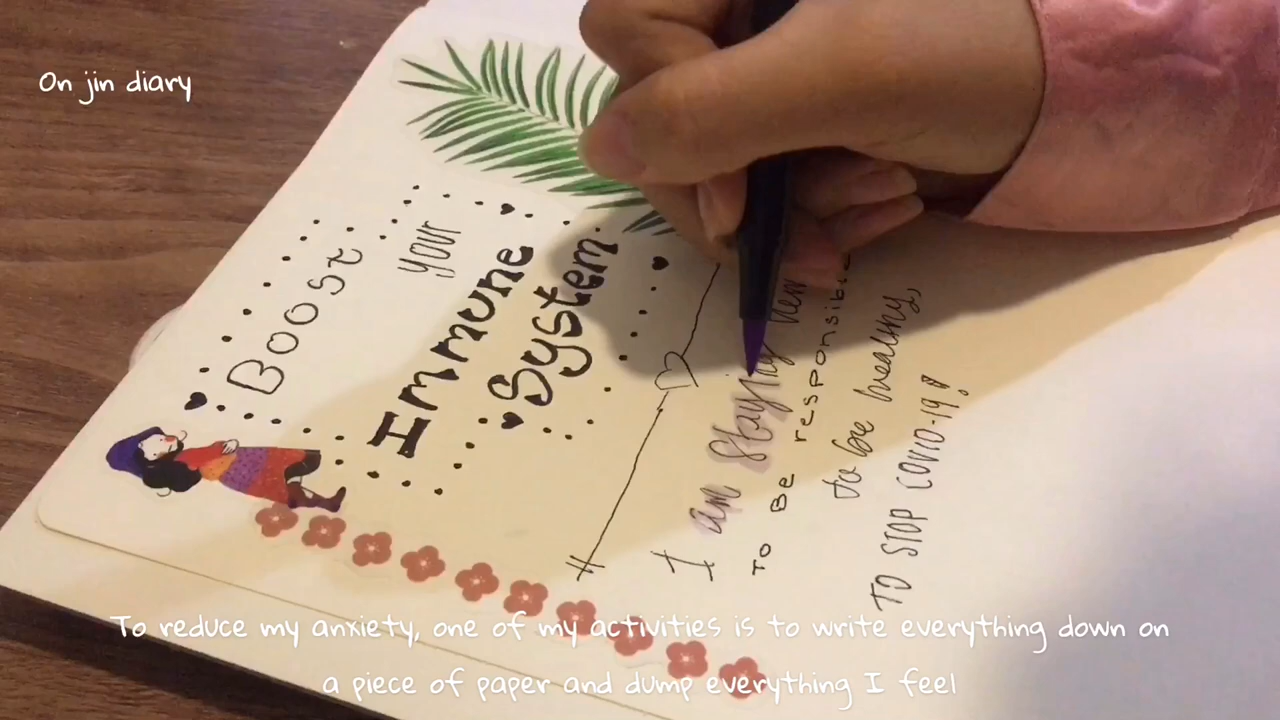 On jin diary
Boost
your
Immune
System.
I am Staying
To Be responsible
to be healthy,
TO STOP COVID-19!
To reduce my anxiety, one of my activities is to write everything down on
a piece of paper and dump everything I feel